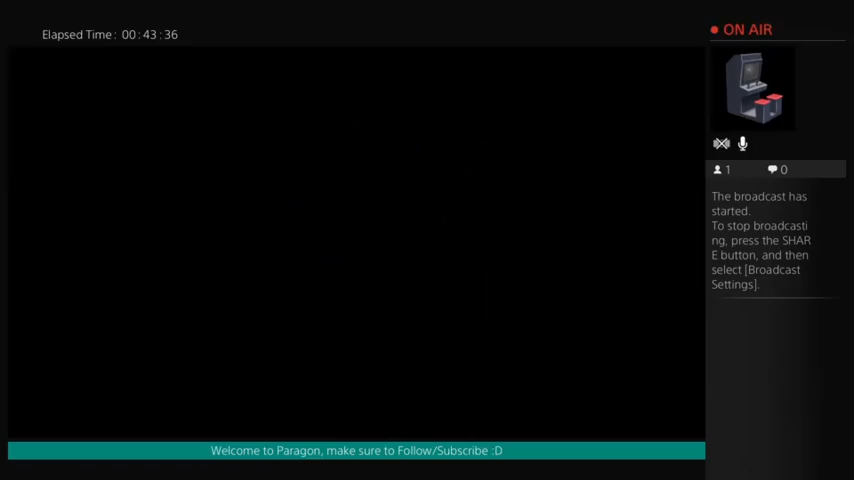 Elapsed Time: 00:43:36
ON AIR
1
0
The broadcast has
started.
To stop broadcasti
ng, press the SHAR
E button, and then
select [Broadcast
Settings].
Welcome to Paragon, make sure to Follow/Subscribe :D